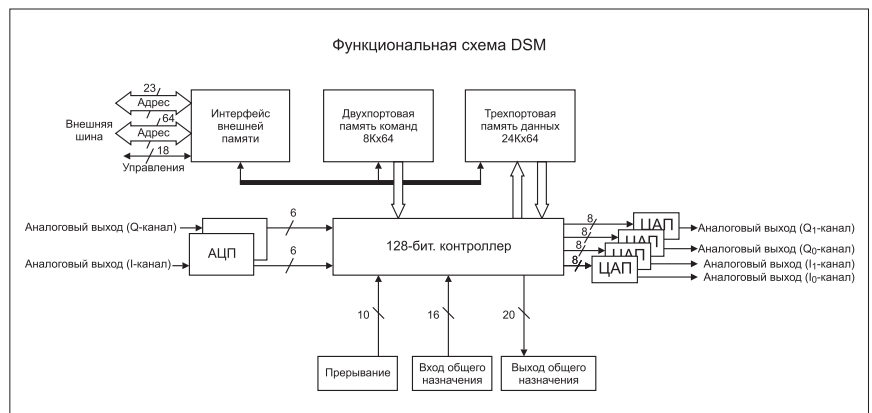 Функциональная схема DSM
23
Адрес
64
Внешняя
шина
Адрес
18
Управления
Интерфейс
внешней
памяти
Двухпортовая
память команд
8Кх64
Трехпортовая
память данных
24Кх64
Аналоговый выход (Q-канал)
6
АЦП
Аналоговый выход (I-канал)
6
128-бит. контроллер
8
ЦАП
Аналоговый выход (Q1-канал)
8
ЦАП
Аналоговый выход (Q0-канал)
8
ЦАП
Аналоговый выход (I1-канал)
8
ЦАП
Аналоговый выход (I0-канал)
10
16
20
Прерывание
Вход общего
назначения
Выход общего
назначения